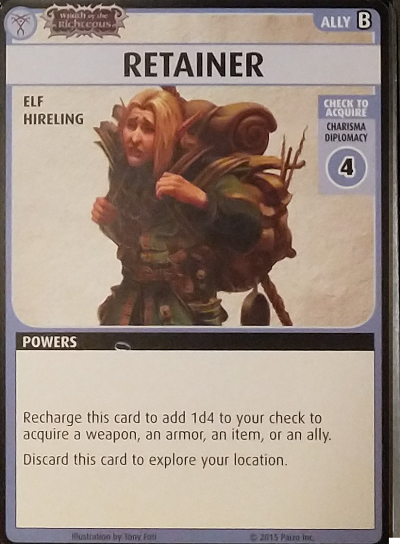 Wrath of the
Righteous
ALLY B
RETAINER
ELF
HIRELING
CHECK TO
ACQUIRE
CHARISMA
DIPLOMACY
4
POWERS
Recharge this card to add 1d4 to your check to
acquire a weapon, an armor, an item, or an ally.
Discard this card to explore your location.
Illustration by Tony Foti
© 2015 Paizo Inc.